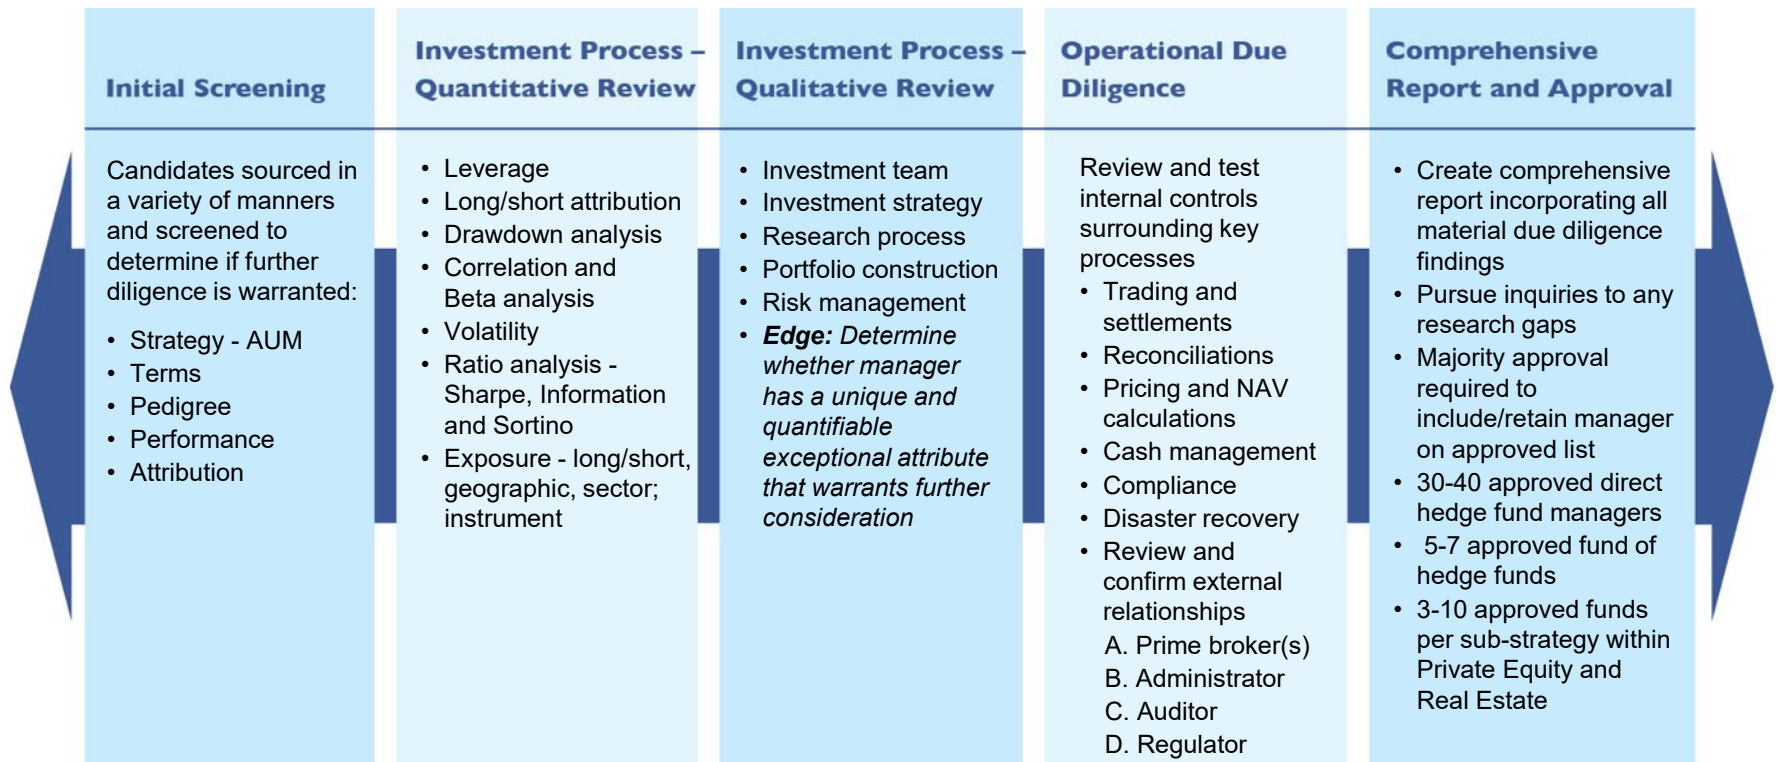 Initial Screening
Candidates sourced in
a variety of manners
and screened to
determine if further
diligence is warranted:
• Strategy - AUM
• Terms
• Pedigree
• Performance
• Attribution
Investment Process –
Quantitative Review
• Leverage
• Long/short attribution
• Drawdown analysis
• Correlation and
Beta analysis
• Volatility
• Ratio analysis -
Sharpe, Information
and Sortino
• Exposure - long/short,
geographic, sector;
instrument
Investment Process –
Qualitative Review
• Investment team
• Investment strategy
• Research process
• Portfolio construction
• Risk management
• Edge: Determine
whether manager
has a unique and
quantifiable
exceptional attribute
that warrants further
consideration
Operational Due
Diligence
Review and test
internal controls
surrounding key
processes
• Trading and
settlements
• Reconciliations
• Pricing and NAV
calculations
• Cash management
• Compliance
• Disaster recovery
• Review and
confirm external
relationships
A. Prime broker(s)
B. Administrator
C. Auditor
D. Regulator
Comprehensive
Report and Approval
• Create comprehensive
report incorporating all
material due diligence
findings
• Pursue inquiries to any
research gaps
• Majority approval
required to
include/retain manager
on approved list
• 30-40 approved direct
hedge fund managers
• 5-7 approved fund of
hedge funds
• 3-10 approved funds
per sub-strategy within
Private Equity and
Real Estate